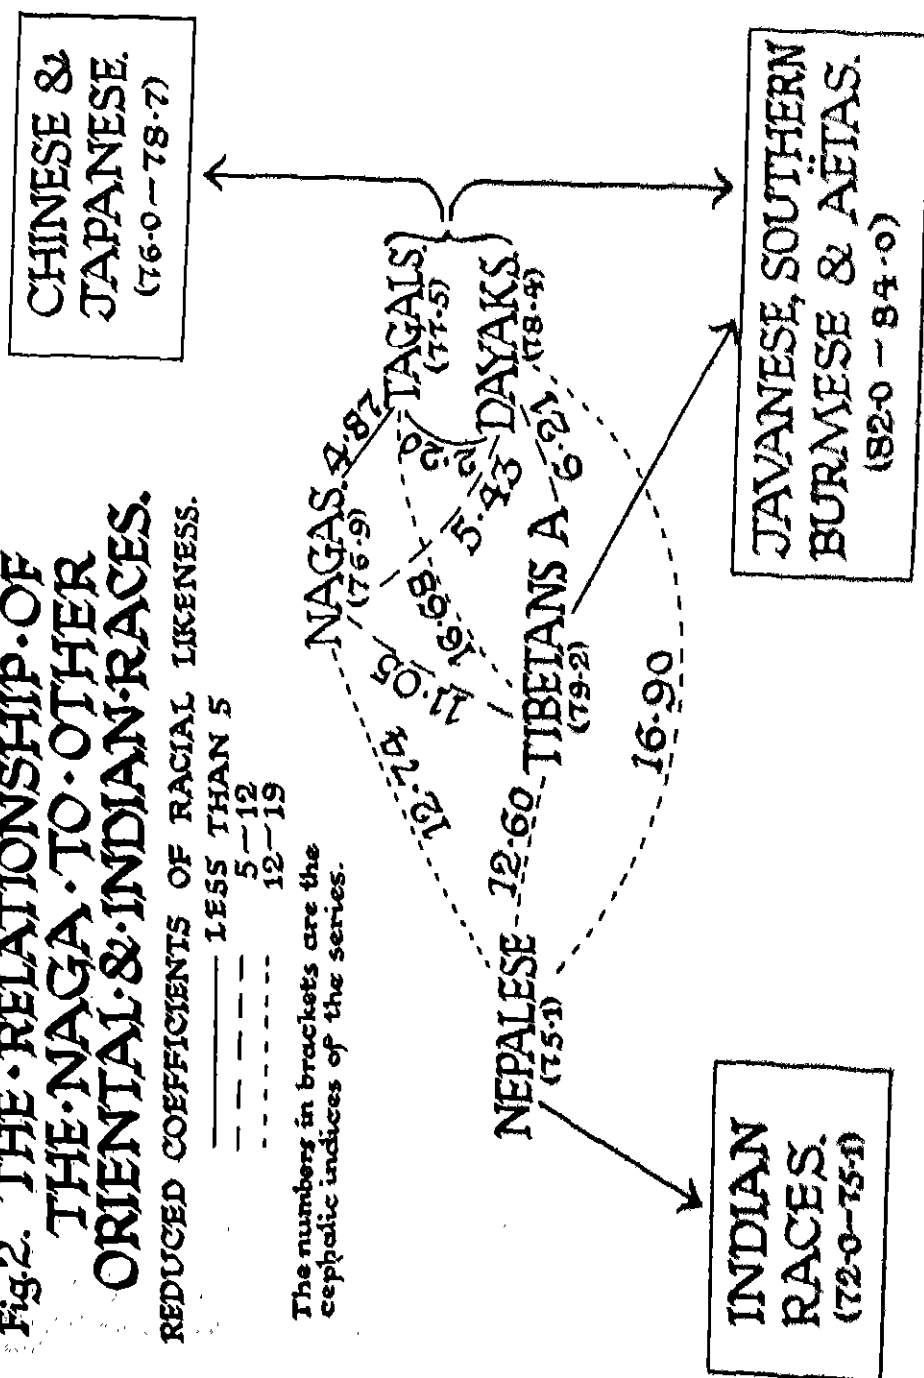 Fig.2. THE·RELATIONSHIP·OF
THE·NAGA·TO·OTHER
ORIENTAL·&·INDIAN·RACES.
REDUCED COEFFICIENTS OF RACIAL LIKENESS.
LESS THAN 5
5—12
12—19
The numbers in brackets are the
cephalic indices of the series.
CHINESE &
JAPANESE.
(76·0—78·7)
NAGAS.
(76·9)
4·87
TAGALS.
(77·5)
2·20
5·43
DAYAKS.
(78·4)
12·74
11·05
16·68
6·21
NEPALESE
(75·1)
12·60
TIBETANS A
(79·2)
16·90
INDIAN
RACES.
(72·0—75·1)
JAVANESE, SOUTHERN
BURMESE & AËTAS.
(82·0—84·0)